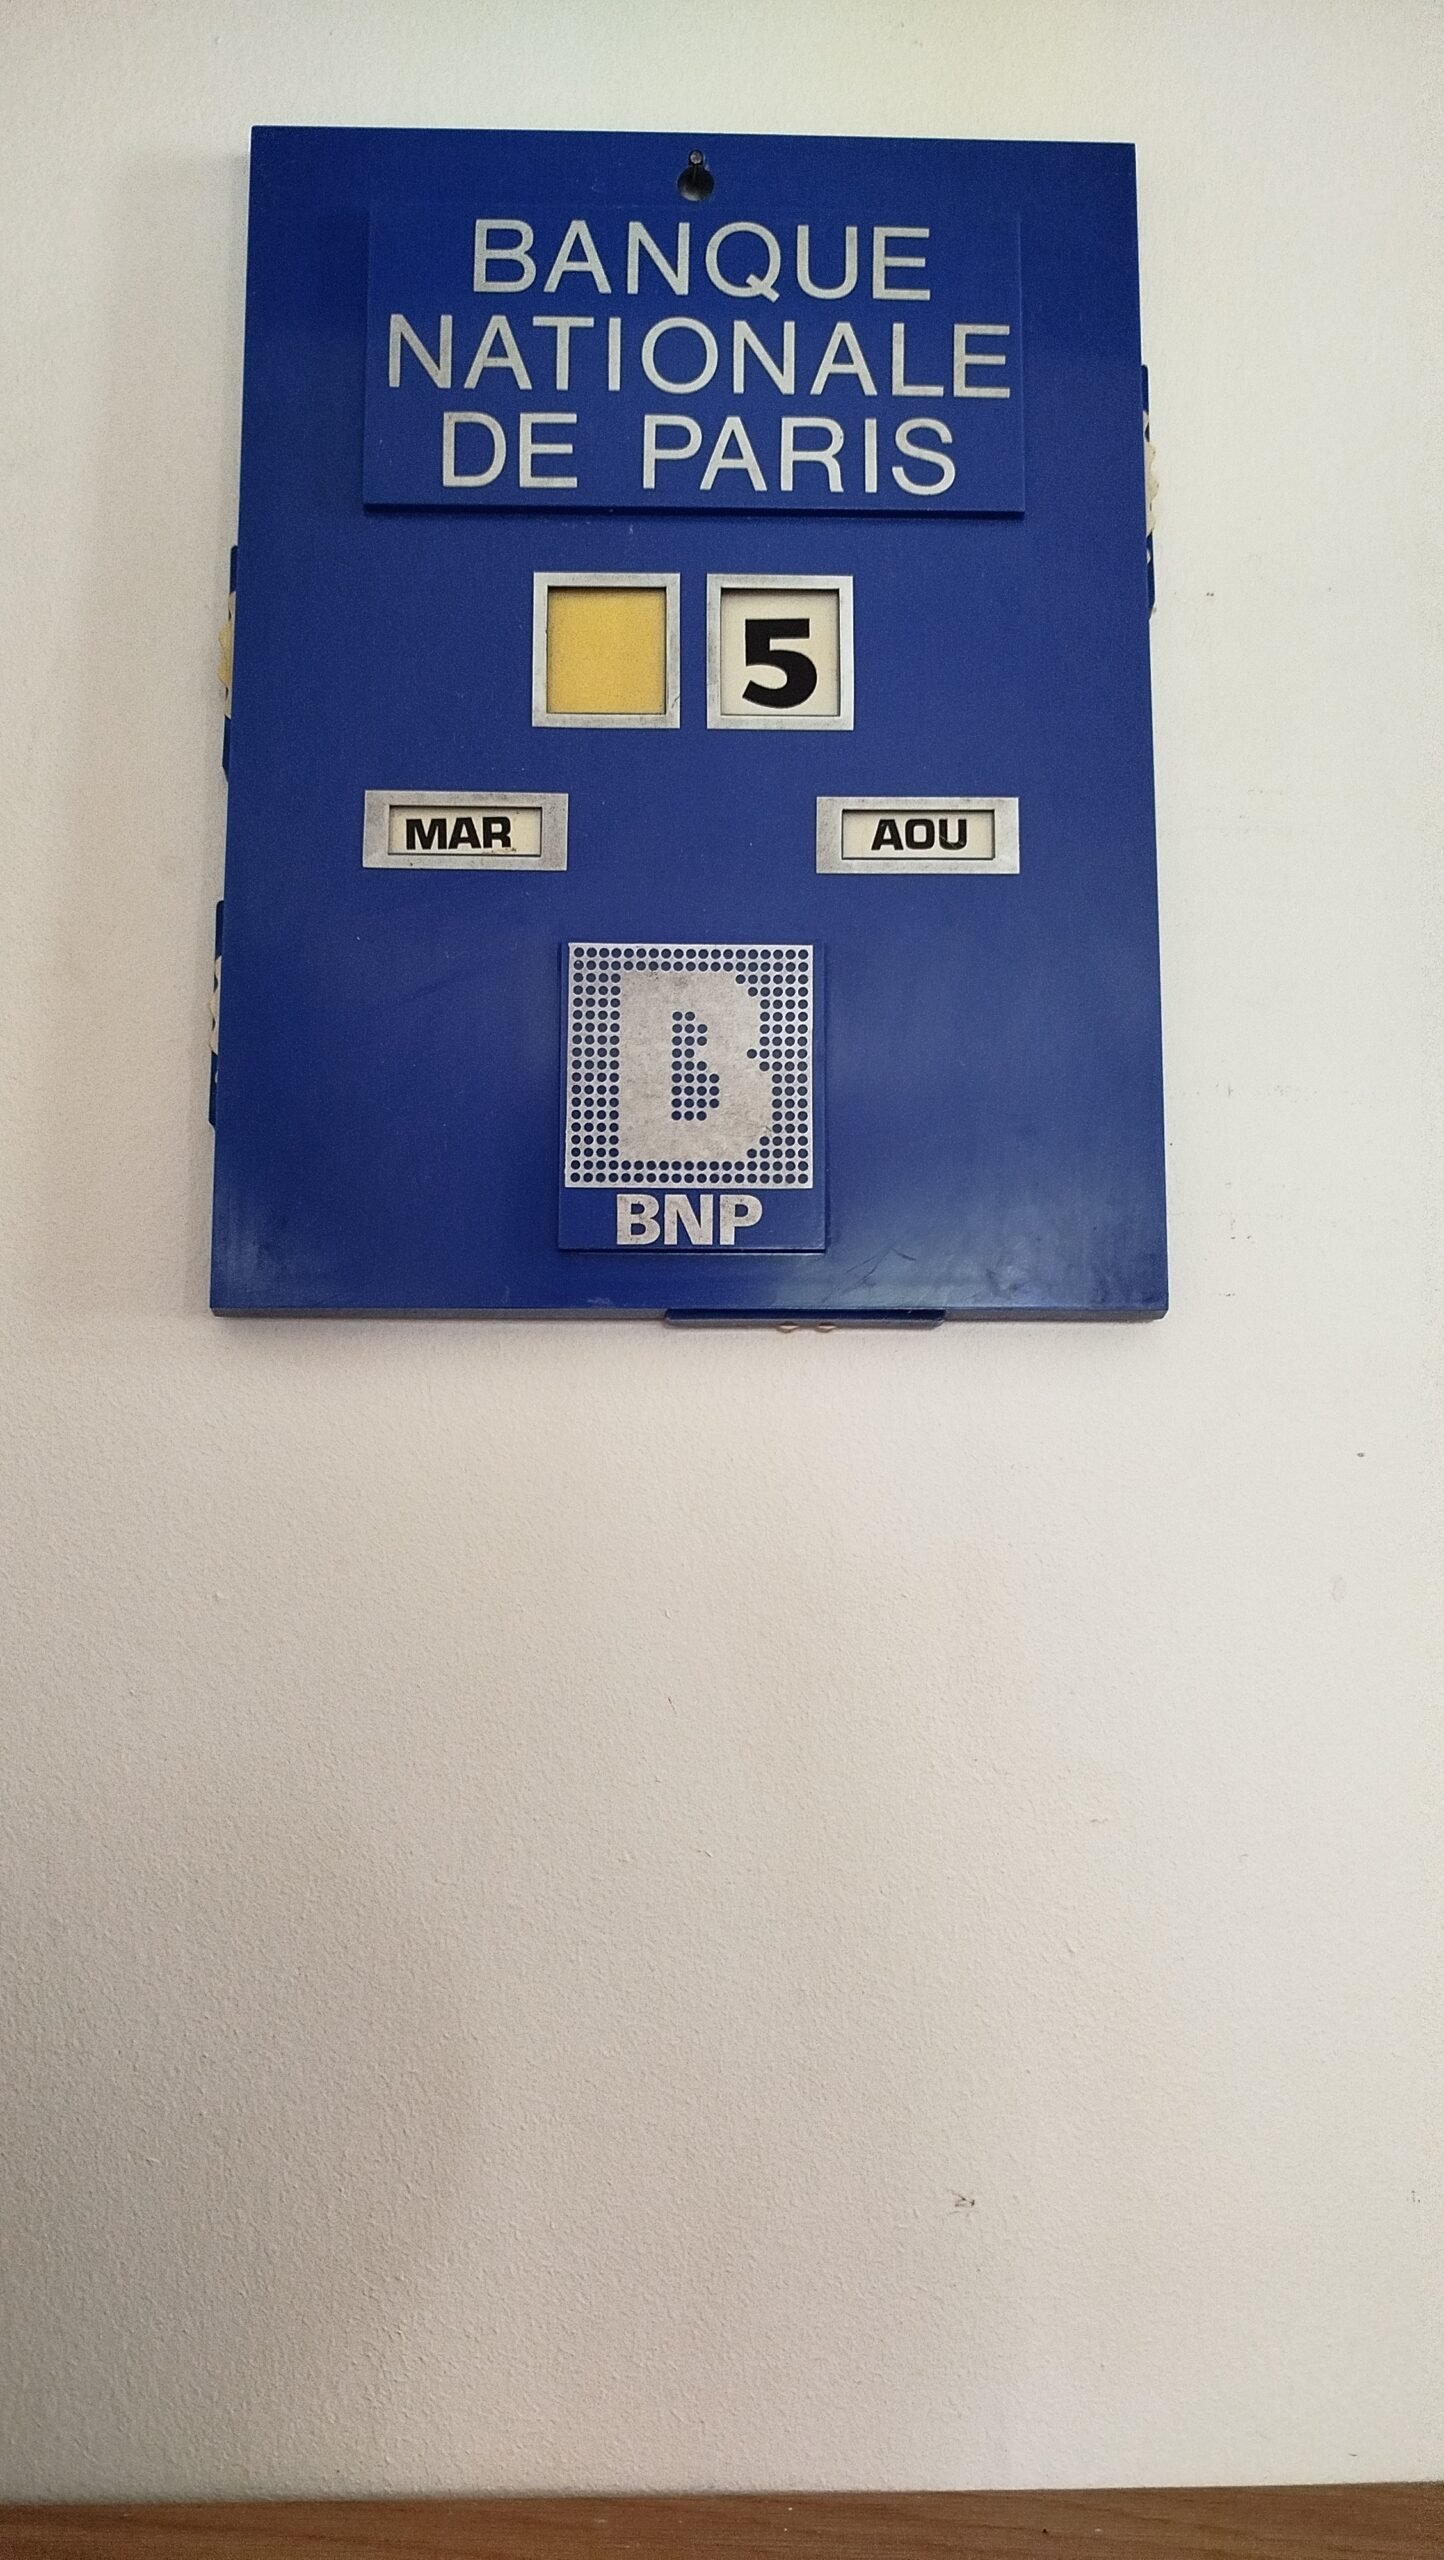 BANQUE
NATIONALE
DE PARIS
5
MAR AOU
BNP